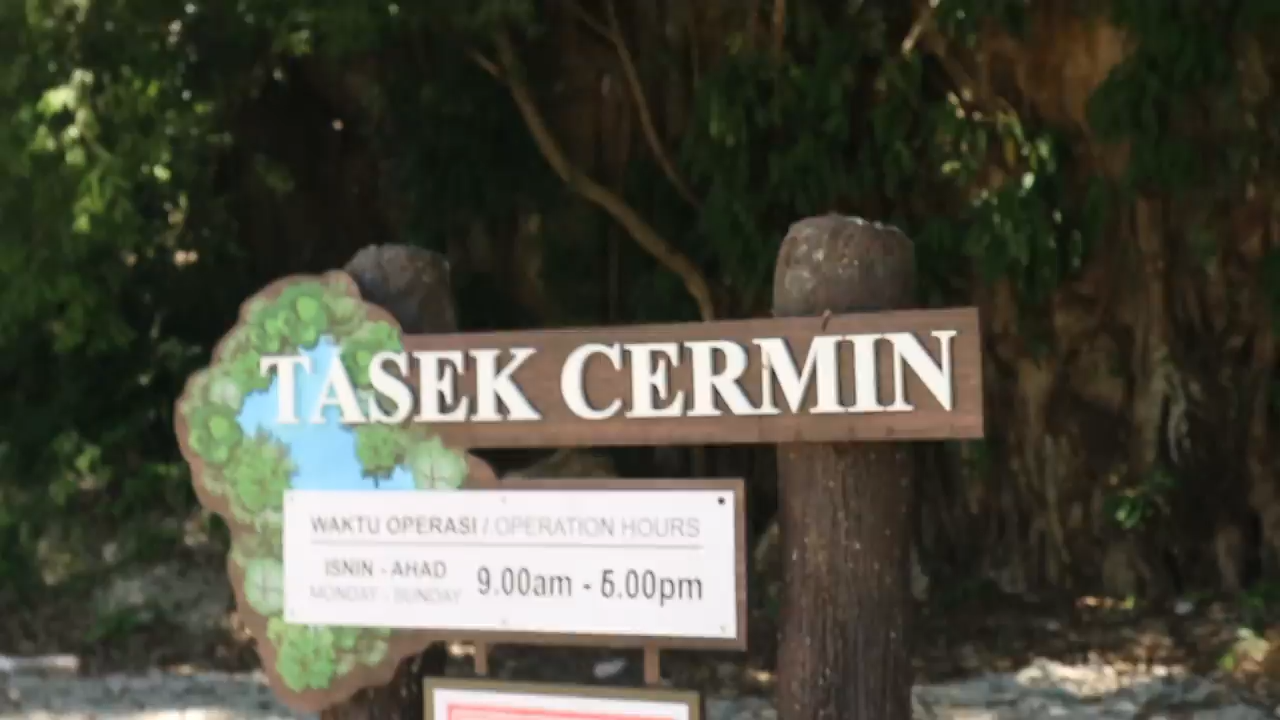 TASEK CERMIN
WAKTU OPERASI / OPERATION HOURS
ISNIN - AHAD
MONDAY - SUNDAY
9.00am - 5.00pm